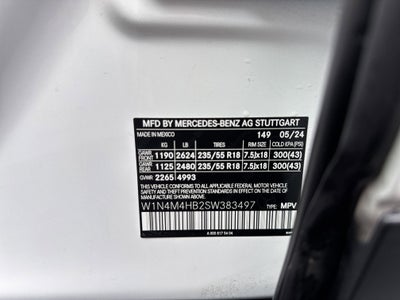 MFD BY MERCEDES-BENZ AG STUTTGART
MADE IN MEXICO 149 05/24
KG LB TIRES RIM SIZE COLD KPA (PSI)
GAWR FRONT 1190 2624 235/55 R18 7.5Jx18 300(43)
GAWR REAR 1125 2480 235/55 R18 7.5Jx18 300(43)
GVWR 2265 4993
THIS VEHICLE CONFORMS TO ALL APPLICABLE
FEDERAL MOTOR VEHICLE SAFETY STANDARDS
AND THEFT PREVENTION STANDARDS IN EFFECT
ON THE DATE OF MANUFACTURE SHOWN ABOVE
W1N4M4HB2SW383497 TYPE: MPV